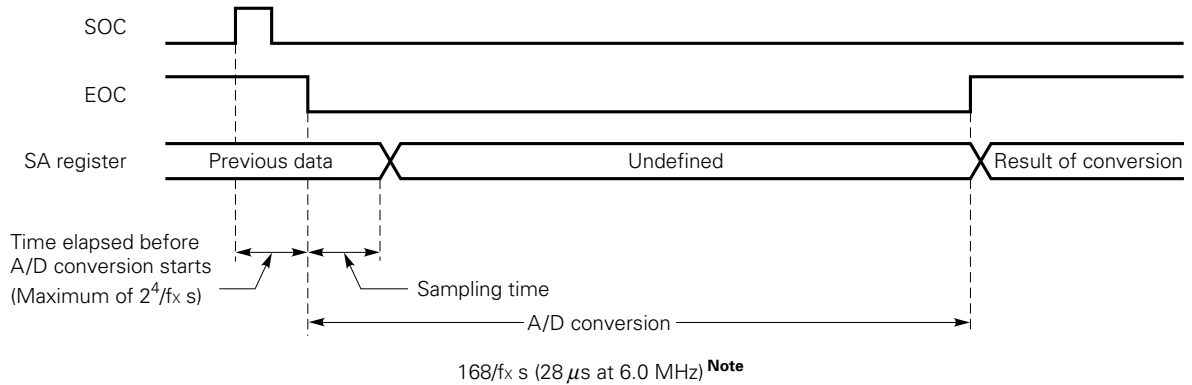 SOC
EOC
SA register
Previous data
Undefined
Result of conversion
Time elapsed before
A/D conversion starts
(Maximum of 2⁴/fx s)
Sampling time
A/D conversion
168/fx s (28 μs at 6.0 MHz) Note